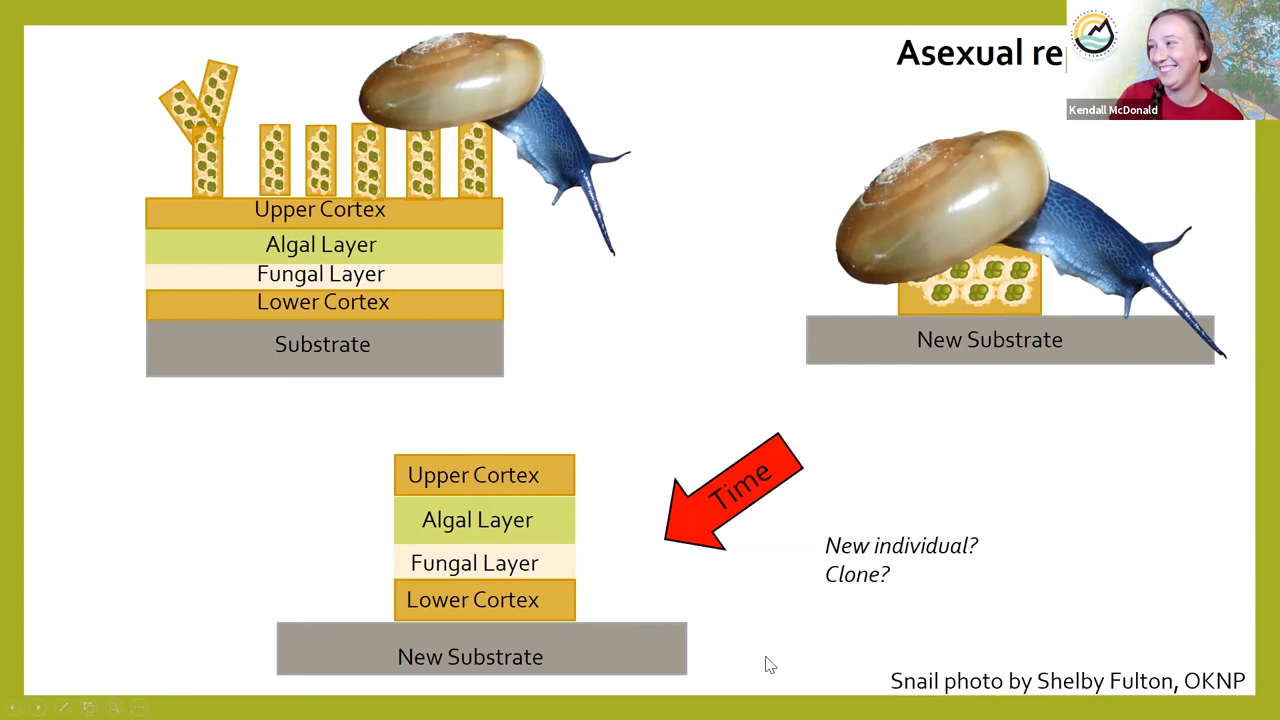 Asexual re
Kendall McDonald
Upper Cortex
Algal Layer
Fungal Layer
Lower Cortex
Substrate
New Substrate
Time
Upper Cortex
Algal Layer
Fungal Layer
Lower Cortex
New Substrate
New individual?
Clone?
Snail photo by Shelby Fulton, OKNP